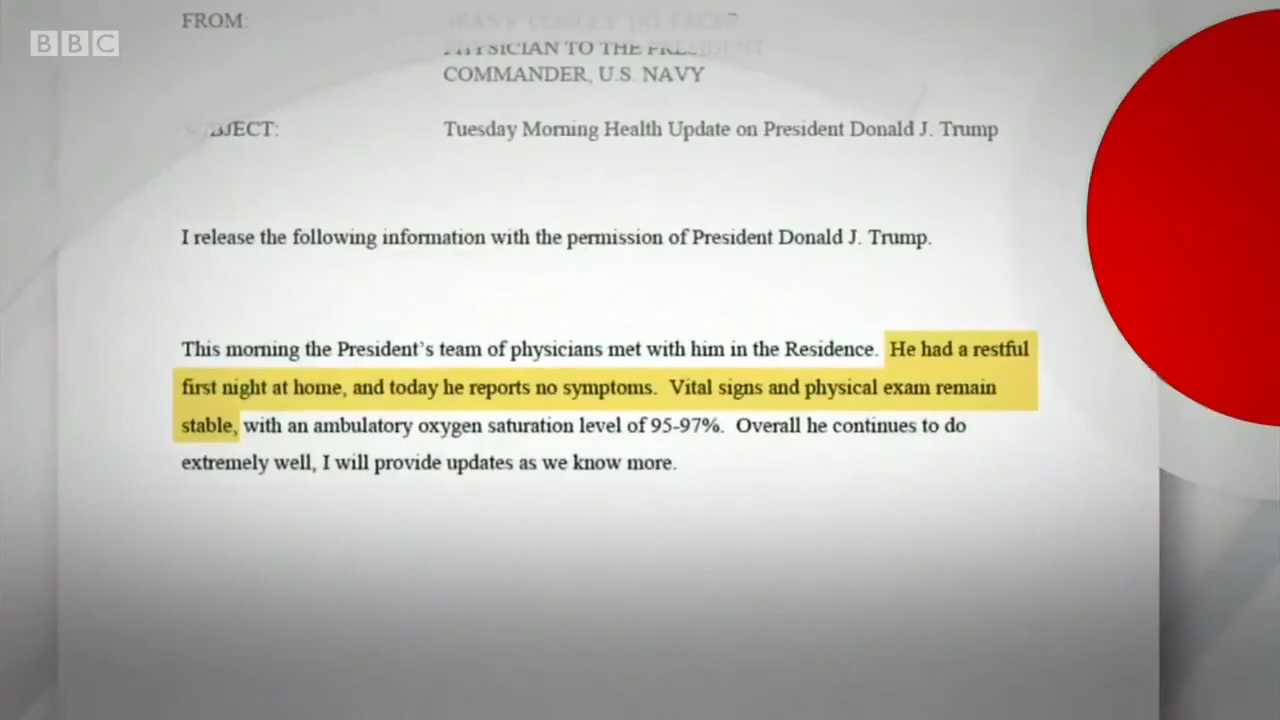 BBC
FROM:
PHYSICIAN TO THE PRESIDENT
COMMANDER, U.S. NAVY
SUBJECT:
Tuesday Morning Health Update on President Donald J. Trump
I release the following information with the permission of President Donald J. Trump.
This morning the President's team of physicians met with him in the Residence. He had a restful
first night at home, and today he reports no symptoms. Vital signs and physical exam remain
stable, with an ambulatory oxygen saturation level of 95-97%. Overall he continues to do
extremely well, I will provide updates as we know more.